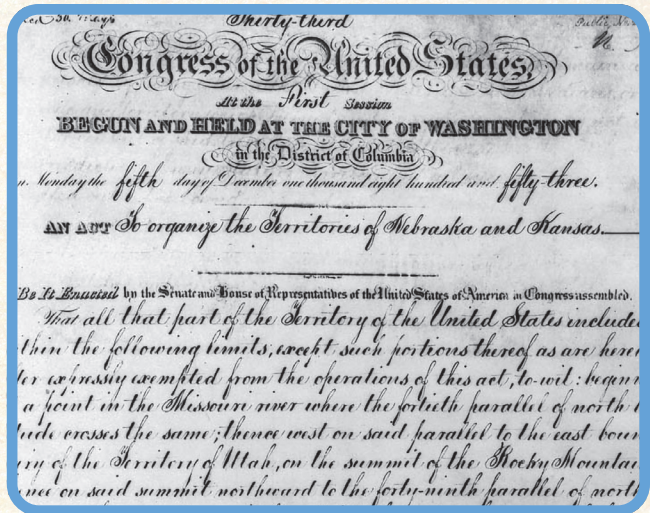 Thirty-third
Congress of the United States,
At the First Session
BEGUN AND HELD AT THE CITY OF WASHINGTON
in the District of Columbia
n Monday the fifth day of December one thousand eight hundred and fifty-three.
AN ACT To organize the Territories of Nebraska and Kansas.
Be It Enacted by the Senate and House of Representatives of the United States of America in Congress assembled.
That all that part of the Territory of the United States include
thin the following limits, except such portions thereof as are here
ter expressly exempted from the operations of this act, to-wit: beginn
a point in the Missouri river where the fortieth parallel of north
tude crosses the same; thence west on said parallel to the east boun
ry of the Territory of Utah, on the summit of the Rocky Mountai
nce on said summit northward to the forty-ninth parallel of north